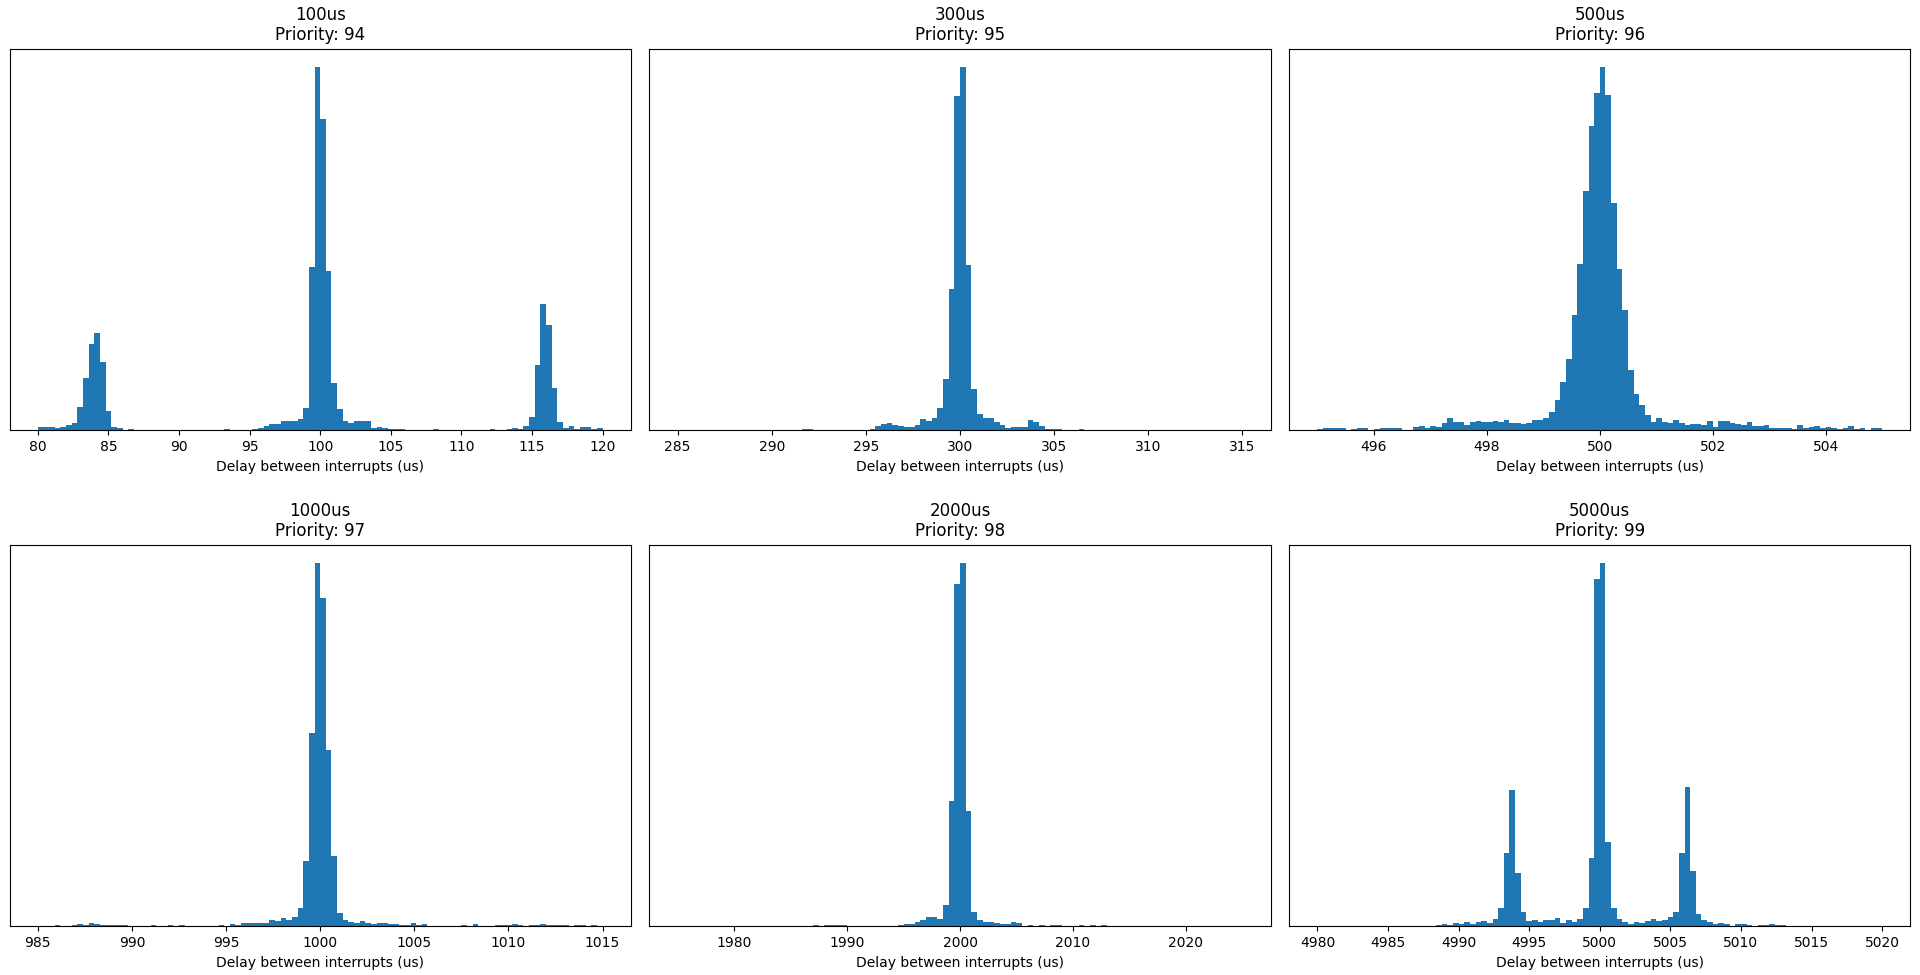 100us
Priority: 94
300us
Priority: 95
500us
Priority: 96
80 85 90 95 100 105 110 115 120
Delay between interrupts (us)
285 290 295 300 305 310 315
Delay between interrupts (us)
496 498 500 502 504
Delay between interrupts (us)
1000us
Priority: 97
2000us
Priority: 98
5000us
Priority: 99
985 990 995 1000 1005 1010 1015
Delay between interrupts (us)
1980 1990 2000 2010 2020
Delay between interrupts (us)
4980 4985 4990 4995 5000 5005 5010 5015 5020
Delay between interrupts (us)